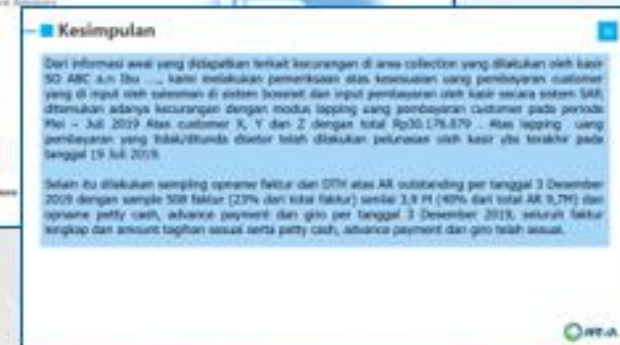 Kesimpulan
Dari informasi awal yang didapatkan terkait kecurangan di area collection yang dilakukan oleh kasir
SO ABC a.n Ibu ..., kami melakukan pemeriksaan atas kesesuaian uang pembayaran customer
yang di input oleh salesman di sistem bosnet dan input pembayaran oleh kasir secara sistem SAP,
ditemukan adanya kecurangan dengan modus lapping uang pembayaran customer pada periode
Mei – Juli 2019 Atas customer X, Y dan Z dengan total Rp30.176.079 . Atas lapping uang
pembayaran yang tidak/ditunda disetor telah dilakukan pelunasan oleh kasir ybs terakhir pada
tanggal 19 Juli 2019.
Selain itu dilakukan sampling opname faktur dan DTH atas AR outstanding per tanggal 3 Desember
2019 dengan sample 508 faktur (23% dari total faktur) senilai 3,9 M (40% dari total AR 9,7M) dan
opname petty cash, advance payment dan giro per tanggal 3 Desember 2019, seluruh faktur
lengkap dan amount tagihan sesuai serta petty cash, advance payment dan giro telah sesuai.